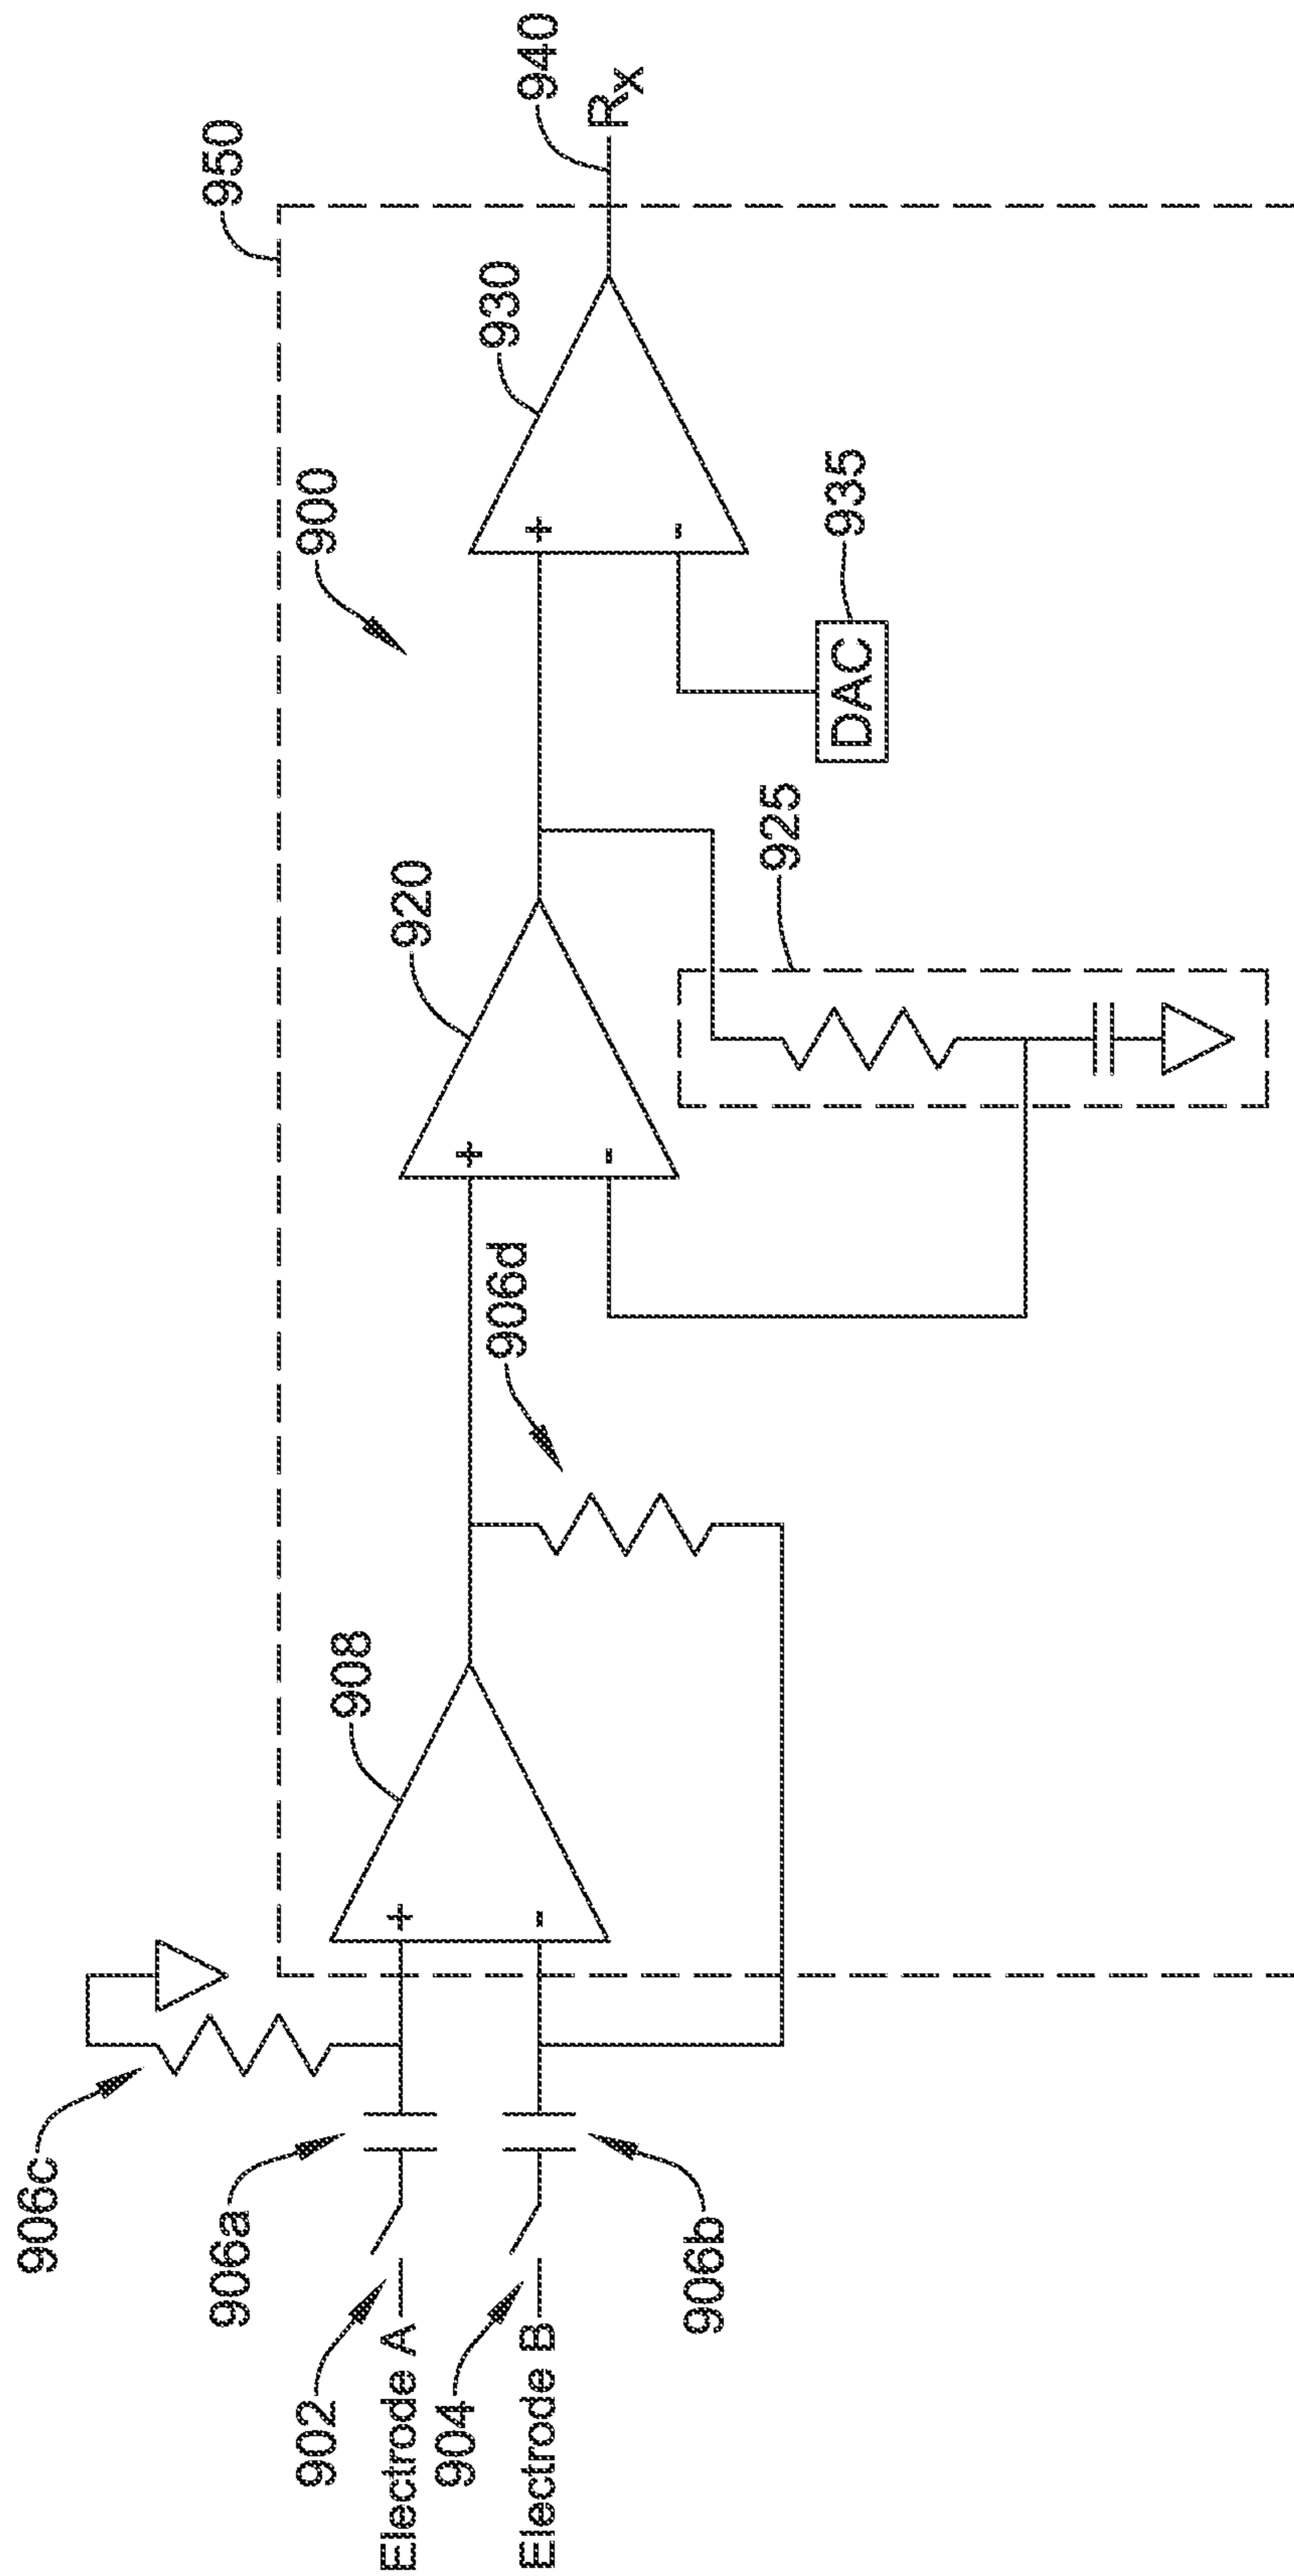 950
940
Rx
930
900
935
DAC
920
925
906d
908
906c
906a
902
Electrode A
904
Electrode B
906b
+
-
+
-
+
-